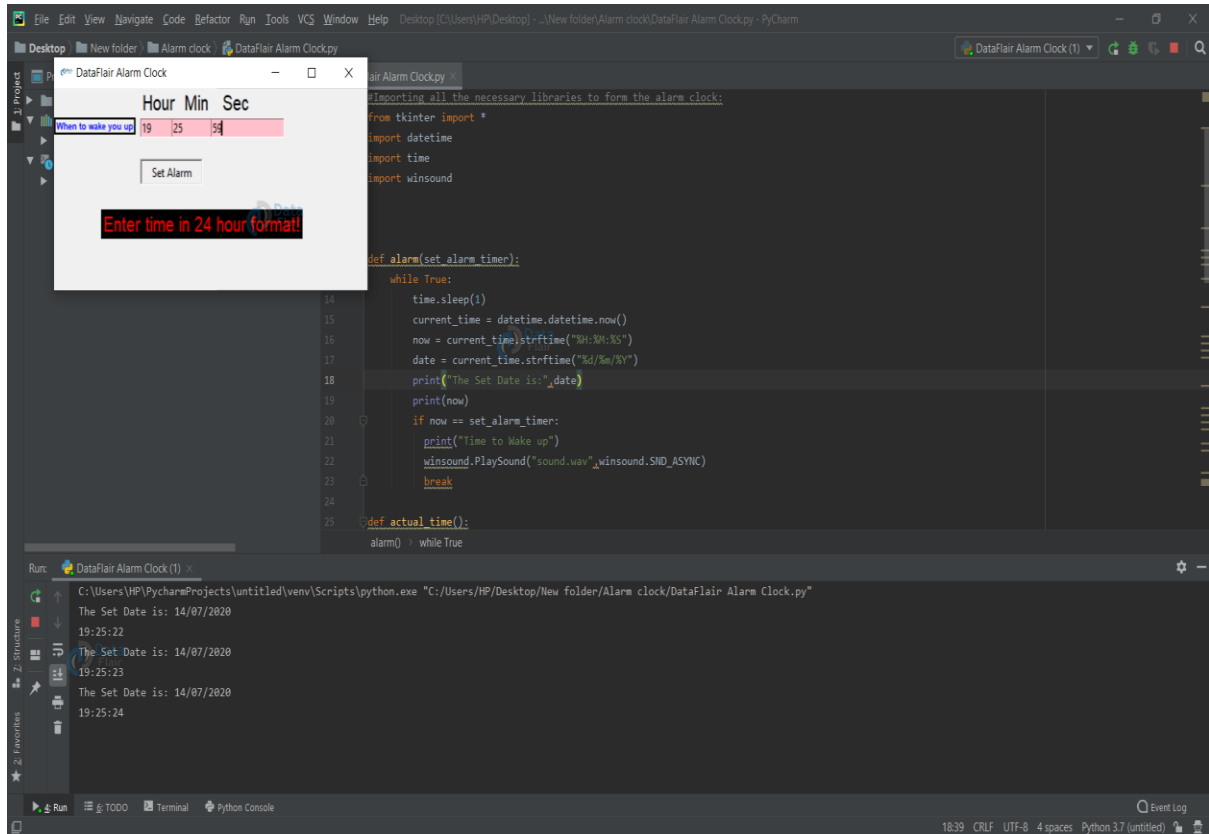 File Edit View Navigate Code Refactor Run Tools VCS Window Help Desktop [C:\Users\HP\Desktop] - ...\New folder\Alarm clock\DataFlair Alarm Clock.py - PyCharm
Desktop New folder Alarm clock DataFlair Alarm Clock.py
DataFlair Alarm Clock (1)
1: Project
DataFlair Alarm Clock
Hour Min Sec
When to wake you up 19 25 59
Set Alarm
Enter time in 24 hour format!
lair Alarm Clock.py
#Importing all the necessary libraries to form the alarm clock:
from tkinter import *
import datetime
import time
import winsound
def alarm(set_alarm_timer):
while True:
14 time.sleep(1)
15 current_time = datetime.datetime.now()
16 now = current_time.strftime("%H:%M:%S")
17 date = current_time.strftime("%d/%m/%Y")
18 print("The Set Date is:",date)
19 print(now)
20 if now == set_alarm_timer:
21 print("Time to Wake up")
22 winsound.PlaySound("sound.wav",winsound.SND_ASYNC)
23 break
24
25 def actual_time():
alarm() › while True
Run: DataFlair Alarm Clock (1)
C:\Users\HP\PycharmProjects\untitled\venv\Scripts\python.exe "C:/Users/HP/Desktop/New folder/Alarm clock/DataFlair Alarm Clock.py"
The Set Date is: 14/07/2020
19:25:22
The Set Date is: 14/07/2020
19:25:23
The Set Date is: 14/07/2020
19:25:24
Z: Structure
2: Favorites
4: Run 6: TODO Terminal Python Console
Event Log
18:39 CRLF UTF-8 4 spaces Python 3.7 (untitled)
Data Flair